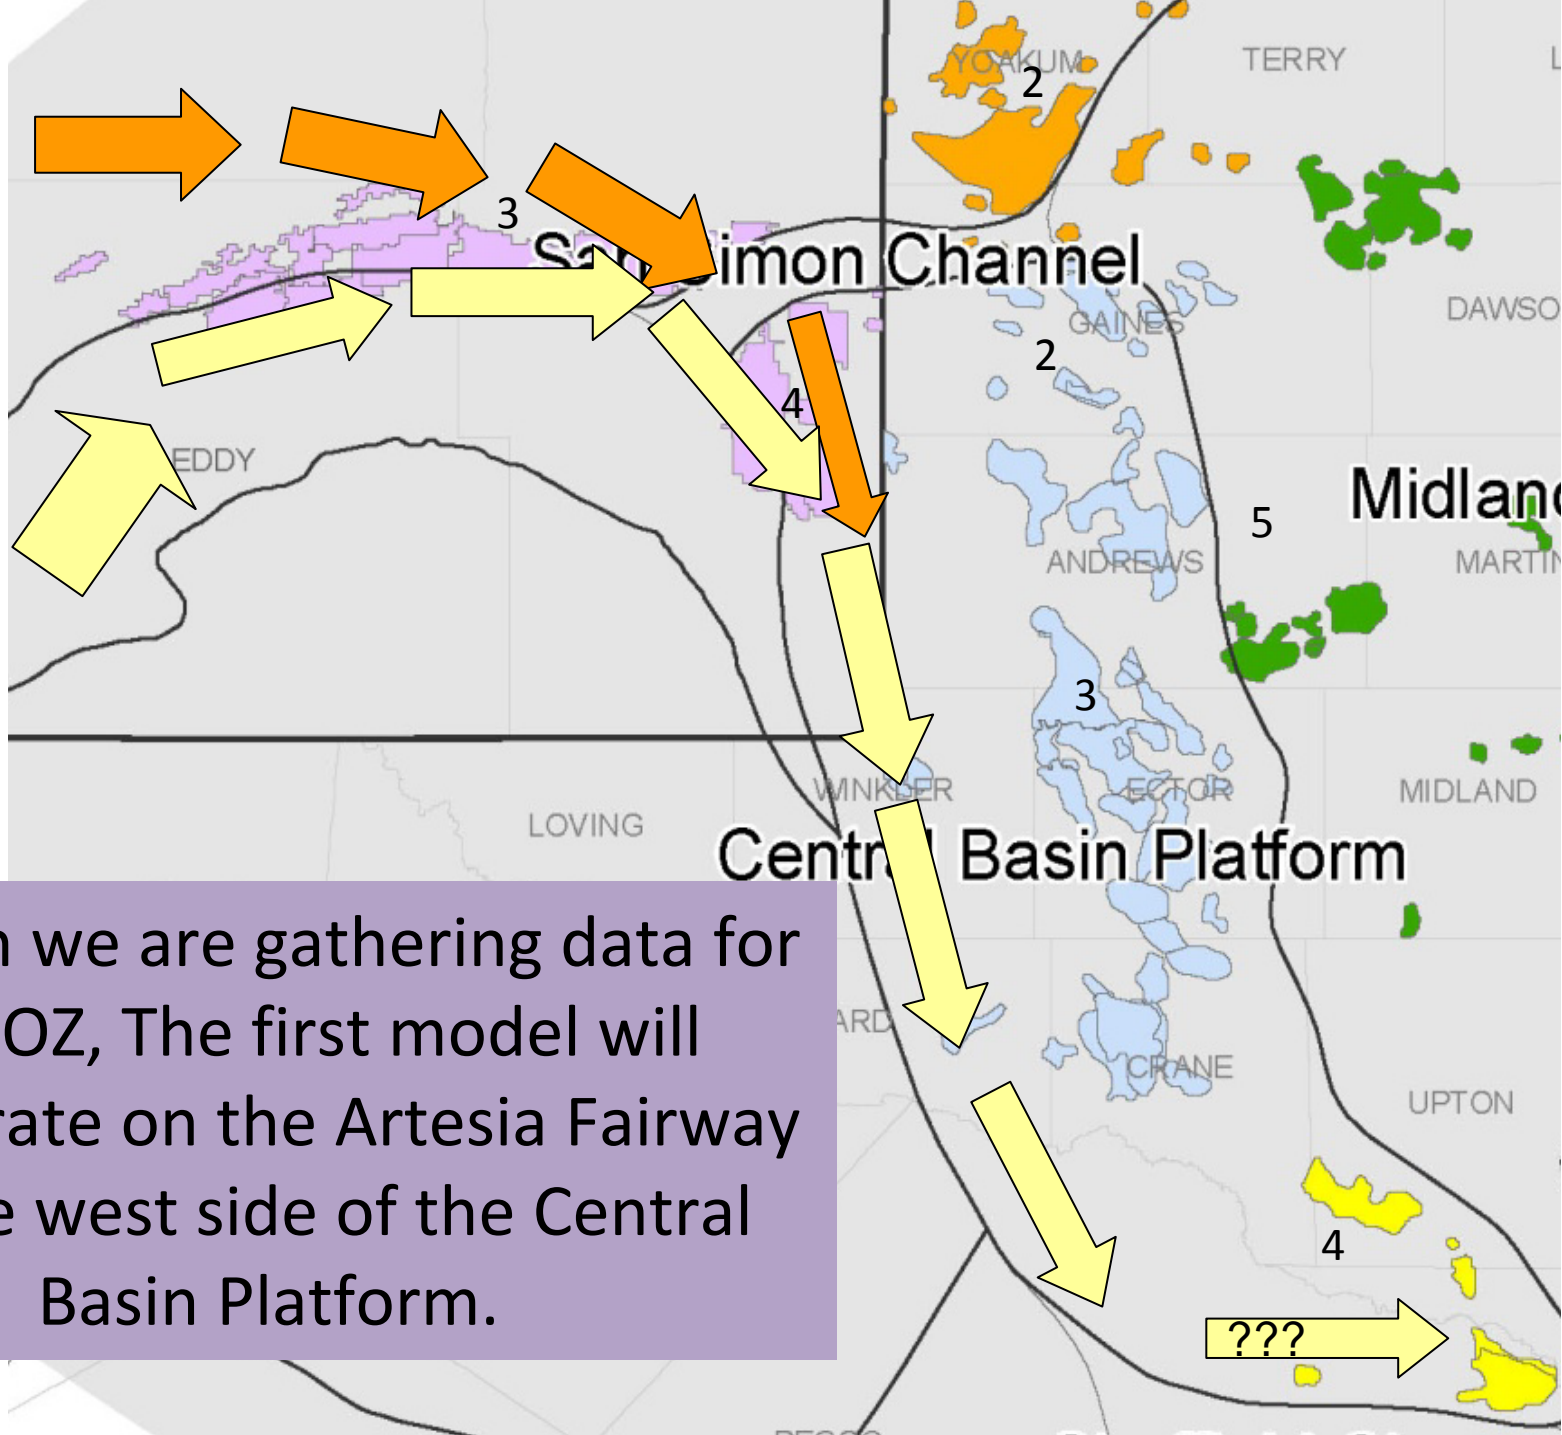 YOAKUM
2
TERRY
3
San Simon Channel
DAWSO
GAINES
2
4
EDDY
Midlan
5
ANDREWS
MARTIN
3
WINKLER
ECTOR
MIDLAND
LOVING
Central Basin Platform
we are gathering data for
OZ, The first model will
rate on the Artesia Fairway
west side of the Central
Basin Platform.
ARD
CRANE
UPTON
4
???